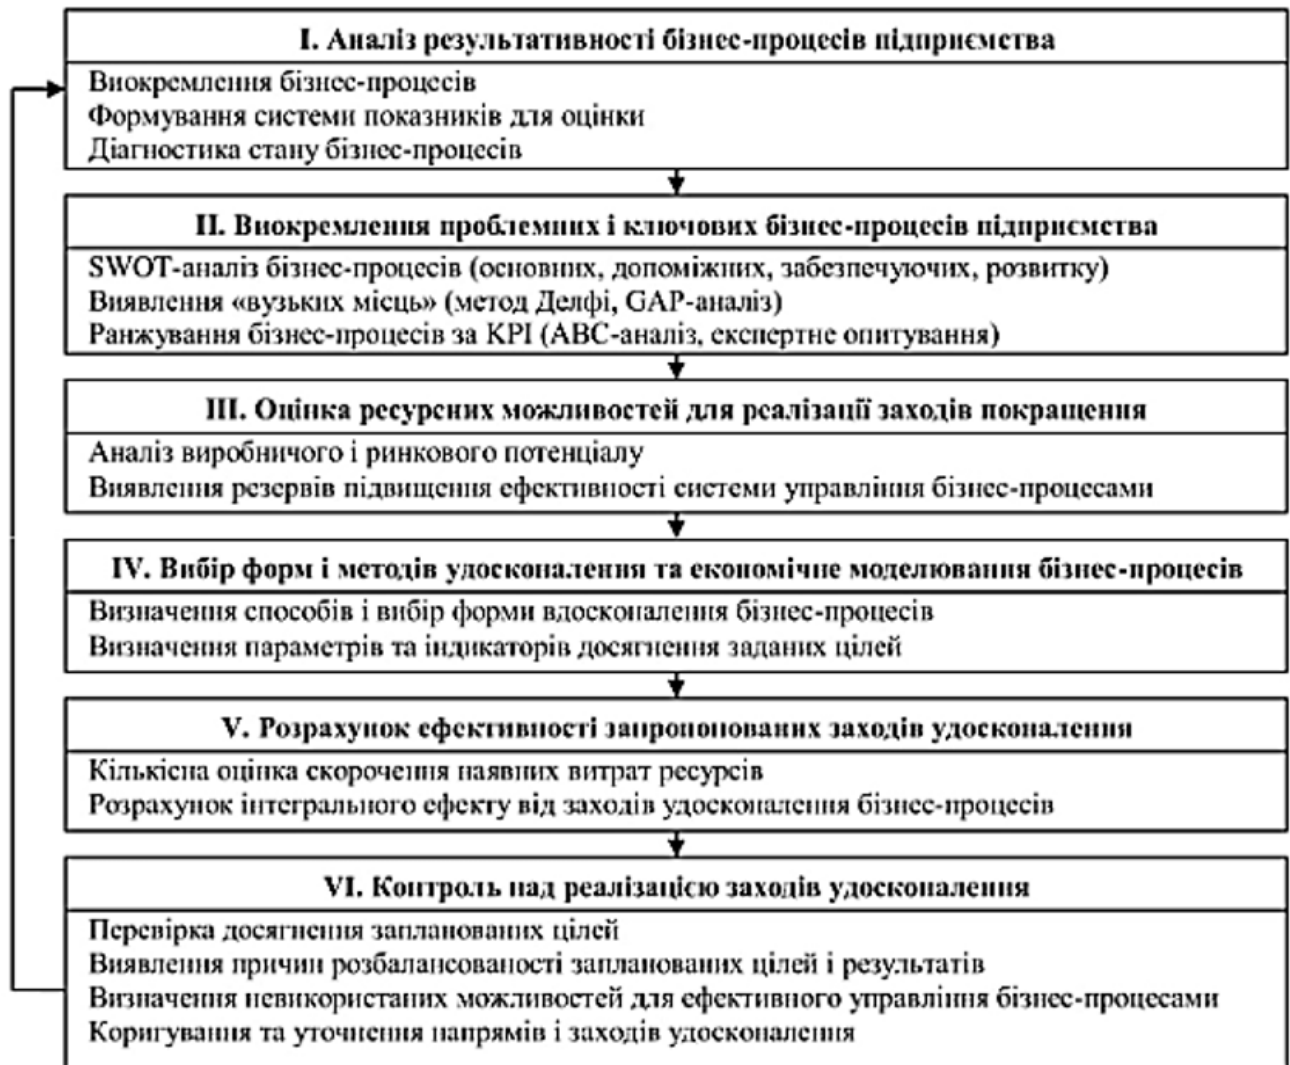 І. Аналіз результативності бізнес-процесів підприємства
Виокремлення бізнес-процесів
Формування системи показників для оцінки
Діагностика стану бізнес-процесів
ІІ. Виокремлення проблемних і ключових бізнес-процесів підприємства
SWOT-аналіз бізнес-процесів (основних, допоміжних, забезпечуючих, розвитку)
Виявлення «вузьких місць» (метод Делфі, GAP-аналіз)
Ранжування бізнес-процесів за KPI (ABC-аналіз, експертне опитування)
ІІІ. Оцінка ресурсних можливостей для реалізації заходів покращення
Аналіз виробничого і ринкового потенціалу
Виявлення резервів підвищення ефективності системи управління бізнес-процесами
IV. Вибір форм і методів удосконалення та економічне моделювання бізнес-процесів
Визначення способів і вибір форми вдосконалення бізнес-процесів
Визначення параметрів та індикаторів досягнення заданих цілей
V. Розрахунок ефективності запропонованих заходів удосконалення
Кількісна оцінка скорочення наявних витрат ресурсів
Розрахунок інтегрального ефекту від заходів удосконалення бізнес-процесів
VI. Контроль над реалізацією заходів удосконалення
Перевірка досягнення запланованих цілей
Виявлення причин розбалансованості запланованих цілей і результатів
Визначення невикористаних можливостей для ефективного управління бізнес-процесами
Коригування та уточнення напрямів і заходів удосконалення